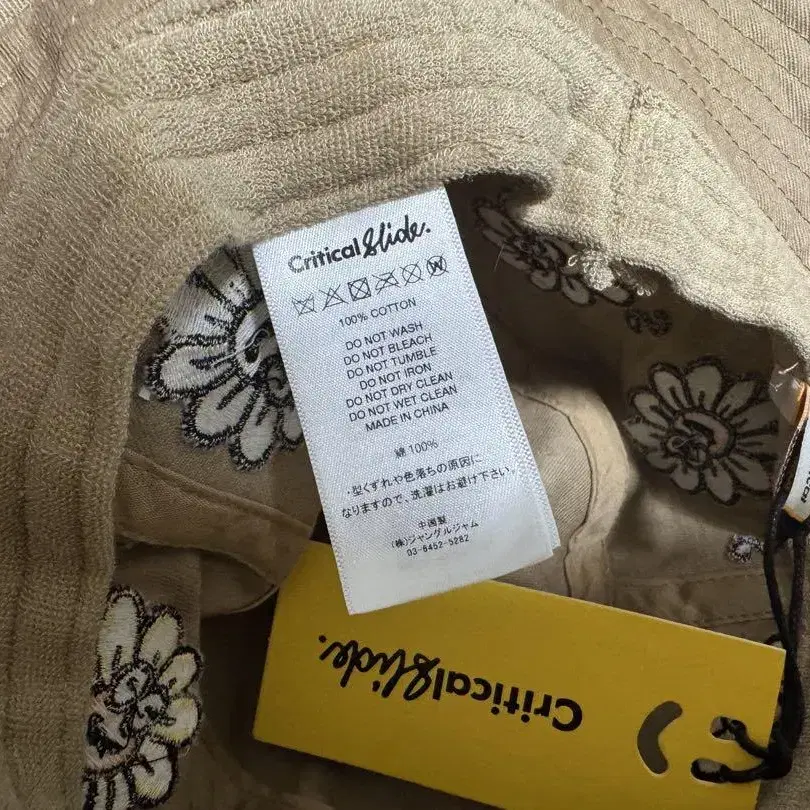 Critical Slide.
W
100% COTTON
DO NOT WASH
DO NOT BLEACH
DO NOT TUMBLE
DO NOT IRON
DO NOT DRY CLEAN
DO NOT WET CLEAN
MADE IN CHINA
綿 100%
・型くずれや色落ちの原因に
なりますので、洗濯はお避け下さい。
中国製
(株)ジャングルジャム
03-6452-5282
Critical Slide.